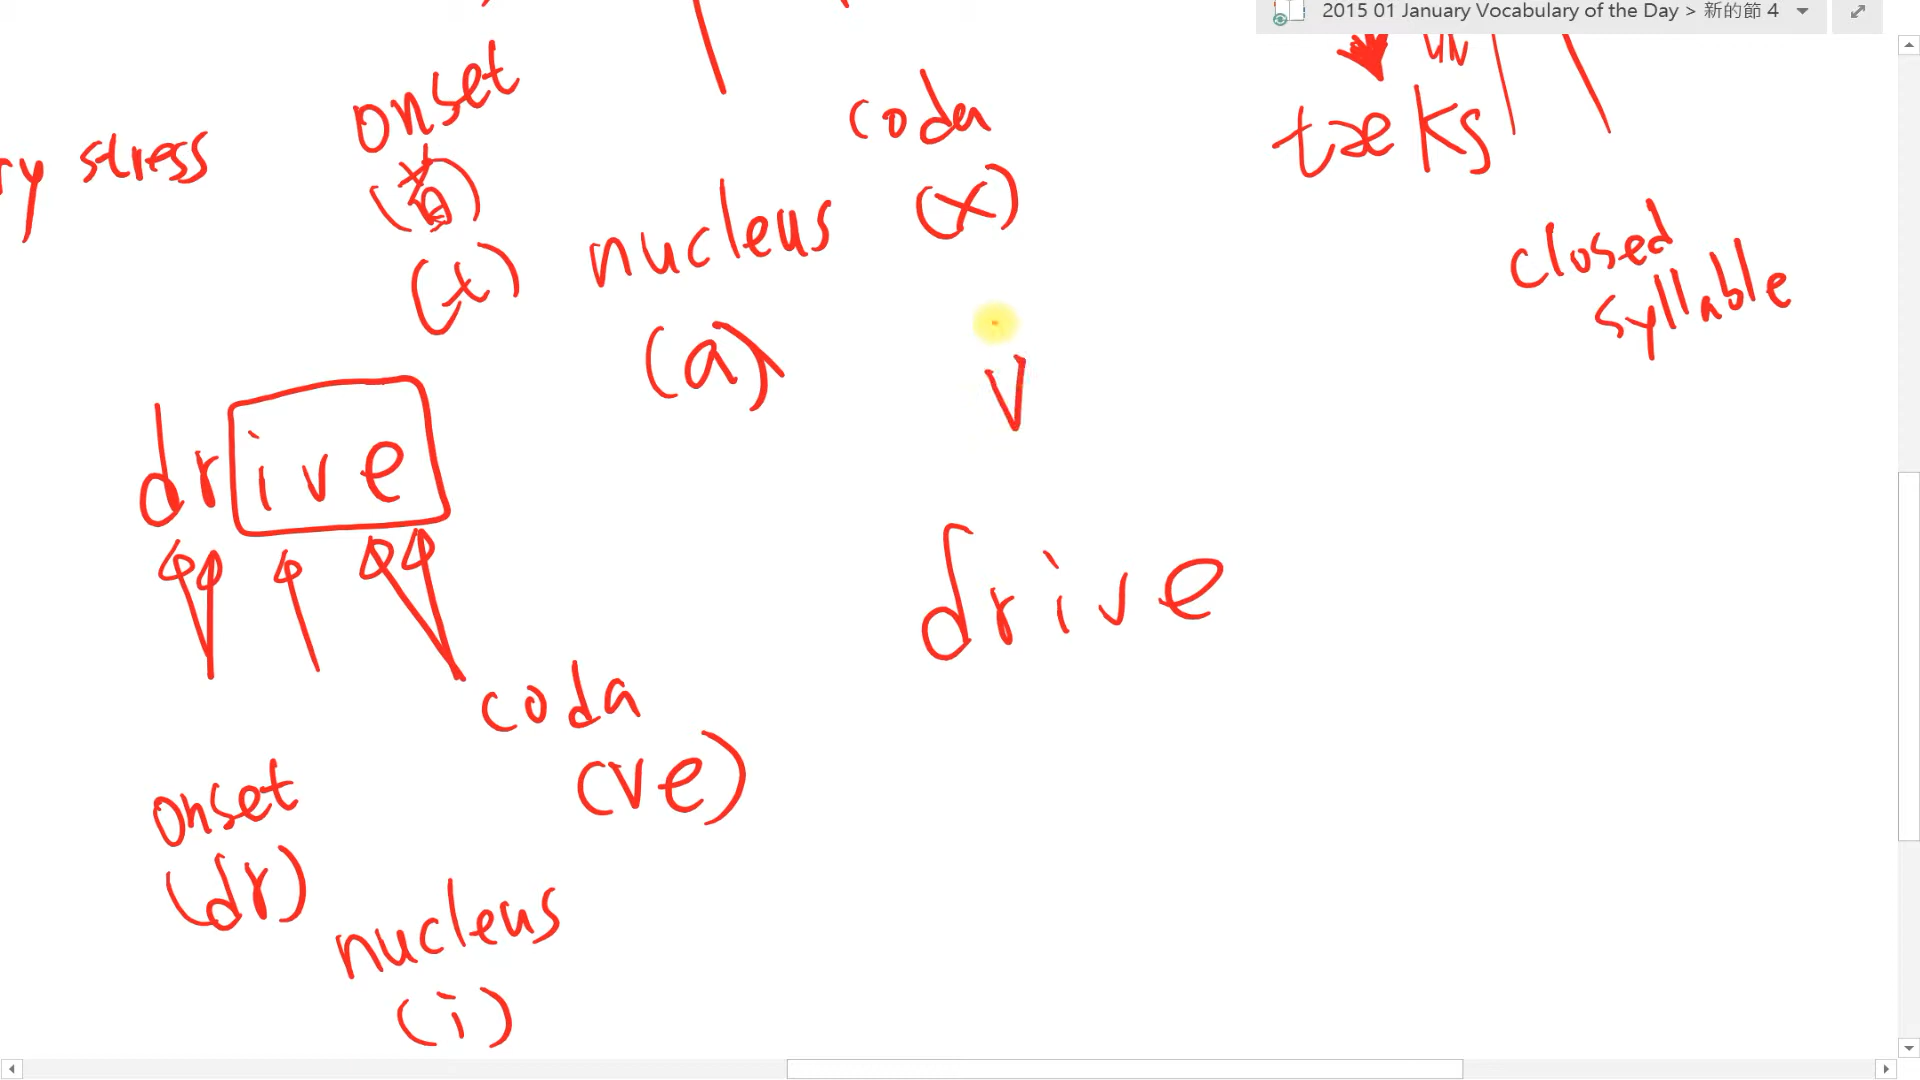 2015 01 January Vocabulary of the Day > 新的節 4
onset
coda
stress
(首)
(t)
nucleus
(x)
tæks
closed
syllable
(a)
V
drive
drive
coda
(ve)
onset
(dr)
nucleus
(i)